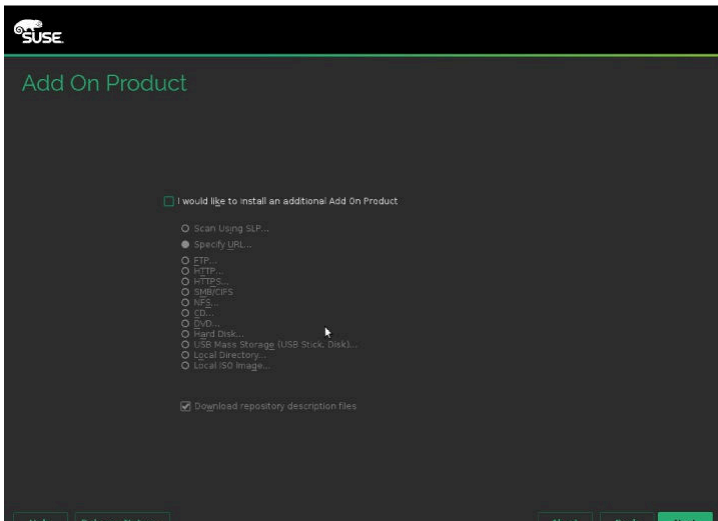 SUSE.
Add On Product
I would like to install an additional Add On Product
Scan Using SLP...
Specify URL...
FTP...
HTTP...
HTTPS...
SMB/CIFS
NFS...
CD...
DVD...
Hard Disk...
USB Mass Storage (USB Stick, Disk)...
Local Directory...
Local ISO Image...
Download repository description files